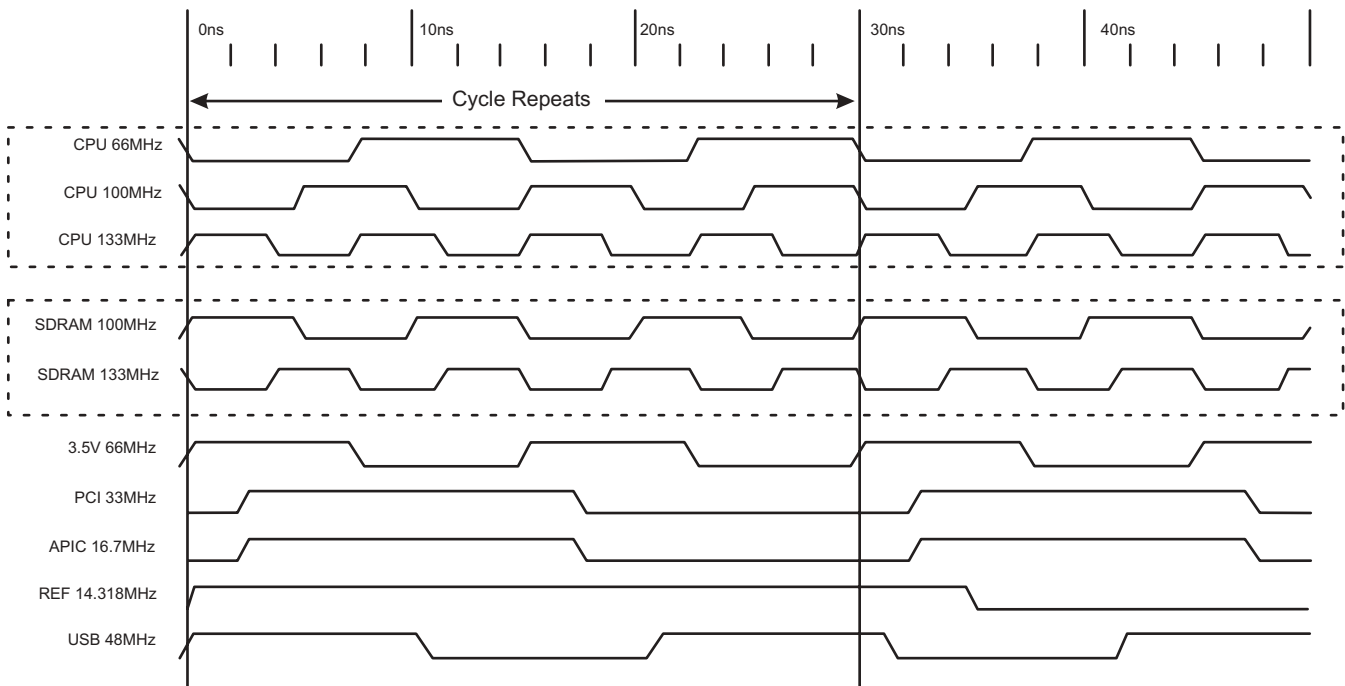 0ns 10ns 20ns 30ns 40ns
Cycle Repeats
CPU 66MHz
CPU 100MHz
CPU 133MHz
SDRAM 100MHz
SDRAM 133MHz
3.5V 66MHz
PCI 33MHz
APIC 16.7MHz
REF 14.318MHz
USB 48MHz